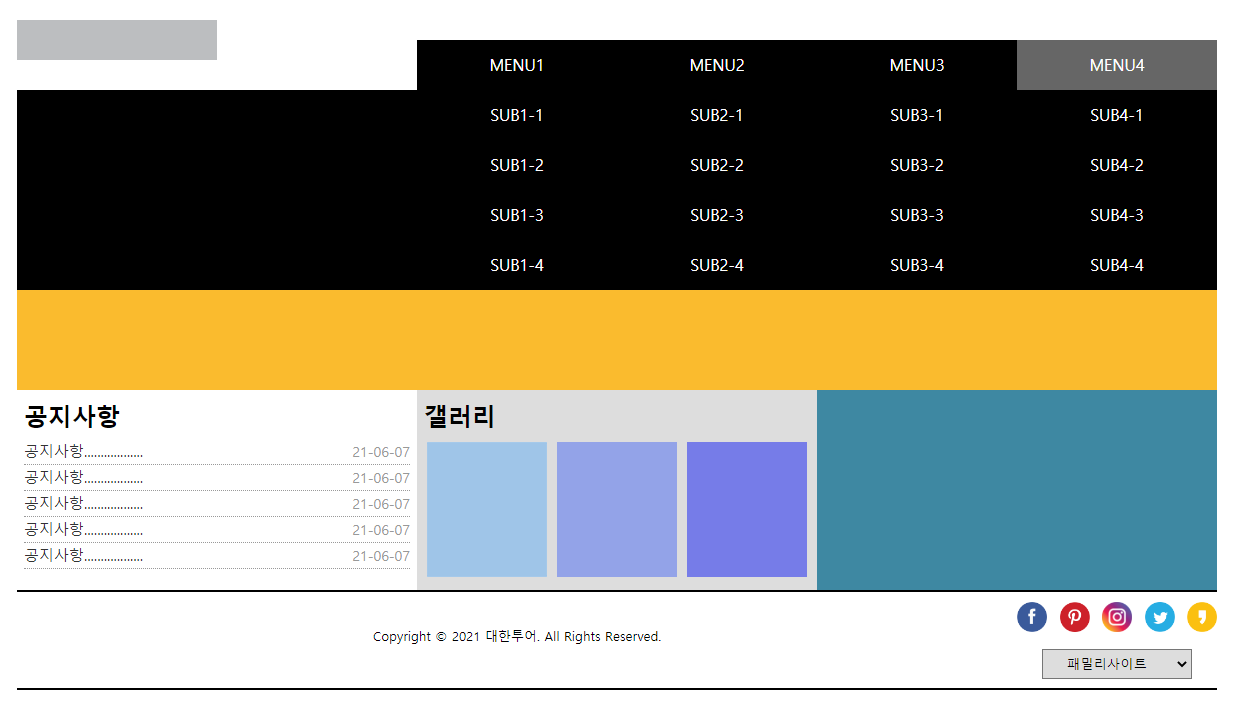 MENU1 MENU2 MENU3 MENU4
SUB1-1 SUB2-1 SUB3-1 SUB4-1
SUB1-2 SUB2-2 SUB3-2 SUB4-2
SUB1-3 SUB2-3 SUB3-3 SUB4-3
SUB1-4 SUB2-4 SUB3-4 SUB4-4
공지사항
공지사항.................. 21-06-07
공지사항.................. 21-06-07
공지사항.................. 21-06-07
공지사항.................. 21-06-07
공지사항.................. 21-06-07
갤러리
Copyright © 2021 대한투어. All Rights Reserved.
패밀리사이트